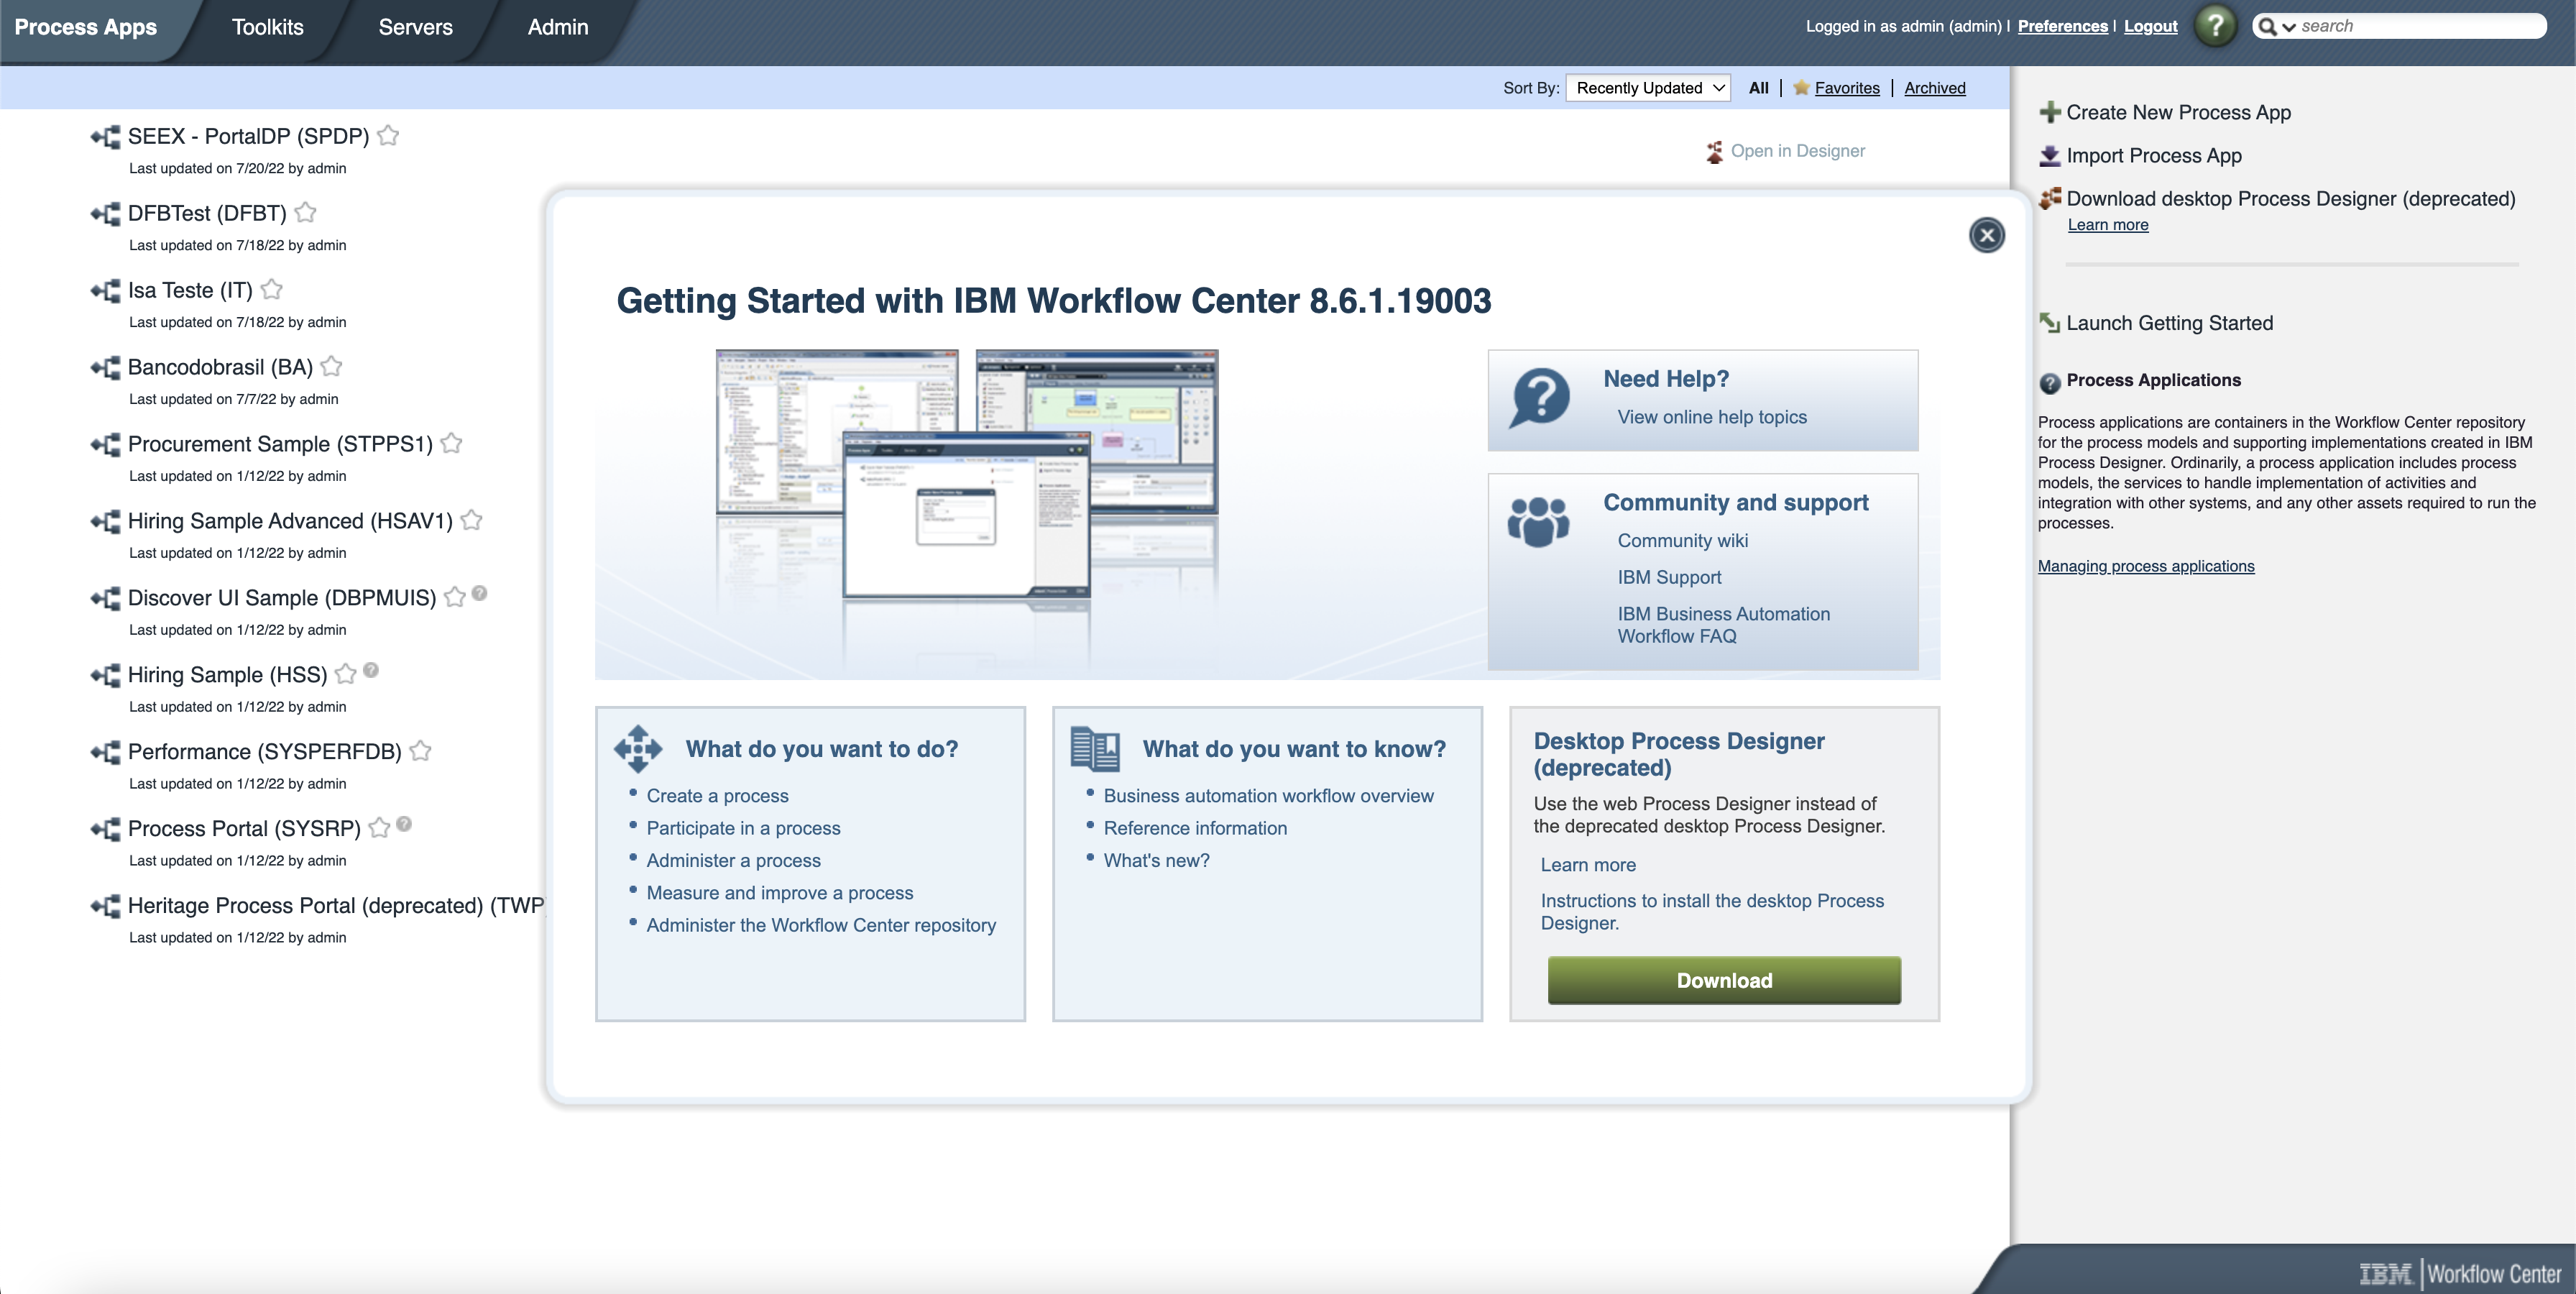 Process Apps
Toolkits
Servers
Admin
Logged in as admin (admin) | Preferences | Logout
?
search
Sort By: Recently Updated
All | Favorites | Archived
SEEX - PortalDP (SPDP)
Last updated on 7/20/22 by admin
Open in Designer
DFBTest (DFBT)
Last updated on 7/18/22 by admin
Isa Teste (IT)
Last updated on 7/18/22 by admin
Bancodobrasil (BA)
Last updated on 7/7/22 by admin
Procurement Sample (STPPS1)
Last updated on 1/12/22 by admin
Hiring Sample Advanced (HSAV1)
Last updated on 1/12/22 by admin
Discover UI Sample (DBPMUIS)
Last updated on 1/12/22 by admin
Hiring Sample (HSS)
Last updated on 1/12/22 by admin
Performance (SYSPERFDB)
Last updated on 1/12/22 by admin
Process Portal (SYSRP)
Last updated on 1/12/22 by admin
Heritage Process Portal (deprecated) (TWP
Last updated on 1/12/22 by admin
Getting Started with IBM Workflow Center 8.6.1.19003
Need Help?
View online help topics
Community and support
Community wiki
IBM Support
IBM Business Automation
Workflow FAQ
What do you want to do?
Create a process
Participate in a process
Administer a process
Measure and improve a process
Administer the Workflow Center repository
What do you want to know?
Business automation workflow overview
Reference information
What's new?
Desktop Process Designer
(deprecated)
Use the web Process Designer instead of
the deprecated desktop Process Designer.
Learn more
Instructions to install the desktop Process
Designer.
Download
Create New Process App
Import Process App
Download desktop Process Designer (deprecated)
Learn more
Launch Getting Started
Process Applications
Process applications are containers in the Workflow Center repository
for the process models and supporting implementations created in IBM
Process Designer. Ordinarily, a process application includes process
models, the services to handle implementation of activities and
integration with other systems, and any other assets required to run the
processes.
Managing process applications
IBM | Workflow Center